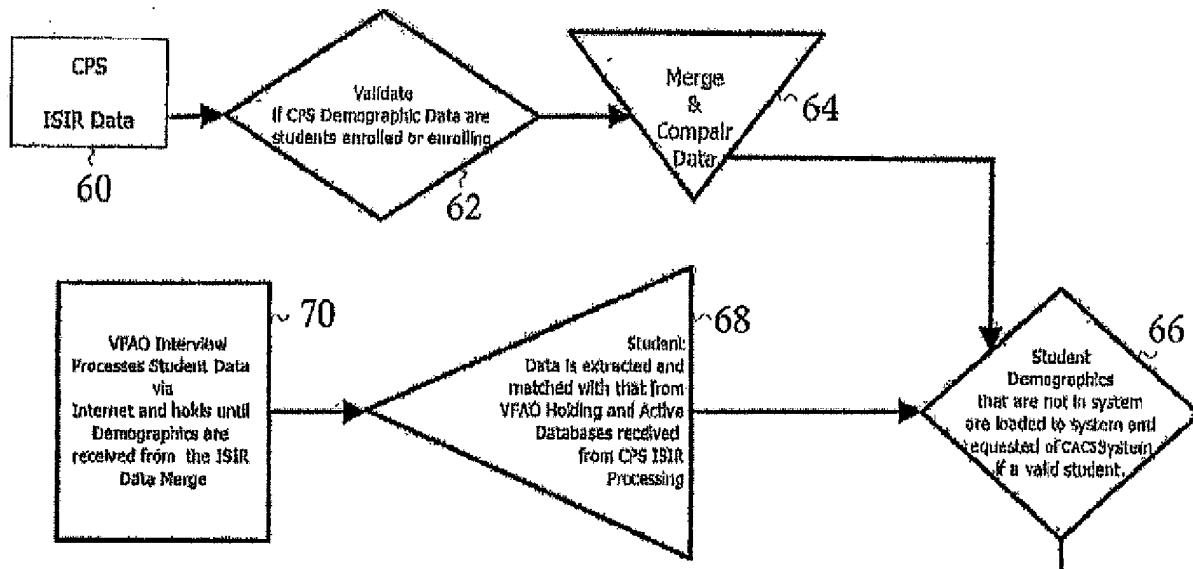 CPS
ISIR Data
60
Validate
if CPS Demographic Data are
students enrolled or enrolling
62
Merge
&
Compair
Data
64
70
VFAO Interview
Processes Student Data
via
Internet and holds until
Demographics are
received from the ISIR
Data Merge
68
Student:
Data is extracted and
matched with that from
VFAO Holding and Active
Databases received
from CPS ISIR
Processing
66
Student
Demographics
that are not in system
are loaded to system and
requested of CACSSystem
if a valid student.